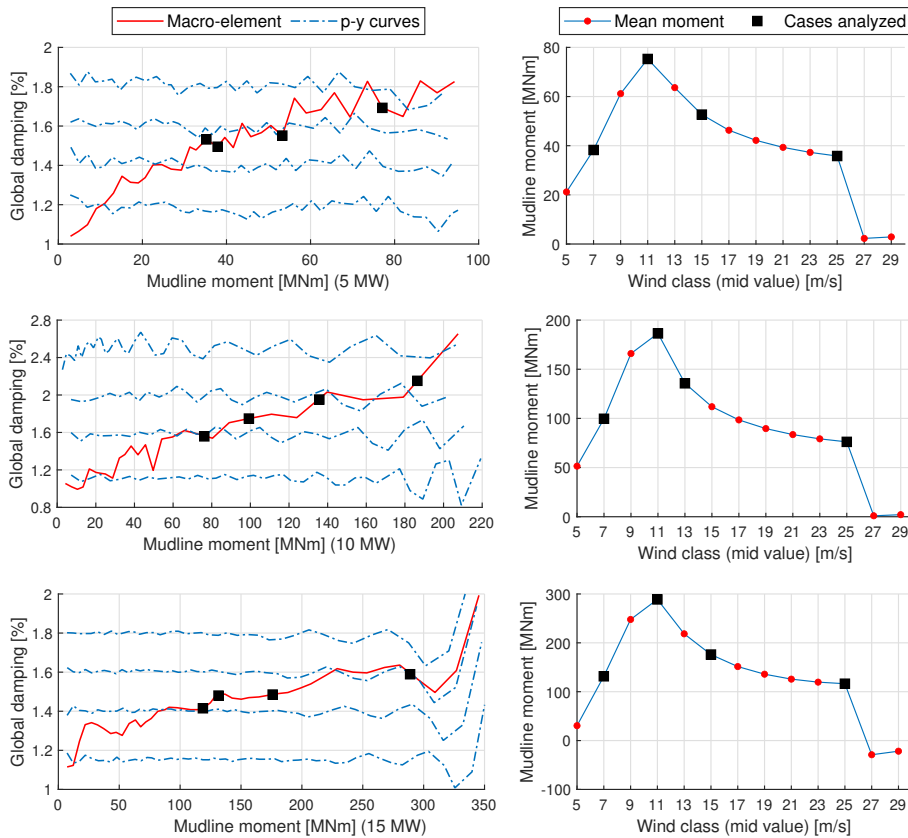 Macro-element p-y curves
Mean moment Cases analyzed
Global damping [%]
2
1.8
1.6
1.4
1.2
1
0 20 40 60 80 100
Mudline moment [MNm] (5 MW)
Mudline moment [MNm]
80
60
40
20
0
5 7 9 11 13 15 17 19 21 23 25 27 29
Wind class (mid value) [m/s]
Global damping [%]
2.8
2.4
2
1.6
1.2
0.8
0 20 40 60 80 100 120 140 160 180 200 220
Mudline moment [MNm] (10 MW)
Mudline moment [MNm]
200
150
100
50
0
5 7 9 11 13 15 17 19 21 23 25 27 29
Wind class (mid value) [m/s]
Global damping [%]
2
1.8
1.6
1.4
1.2
1
0 50 100 150 200 250 300 350
Mudline moment [MNm] (15 MW)
Mudline moment [MNm]
300
200
100
0
-100
5 7 9 11 13 15 17 19 21 23 25 27 29
Wind class (mid value) [m/s]